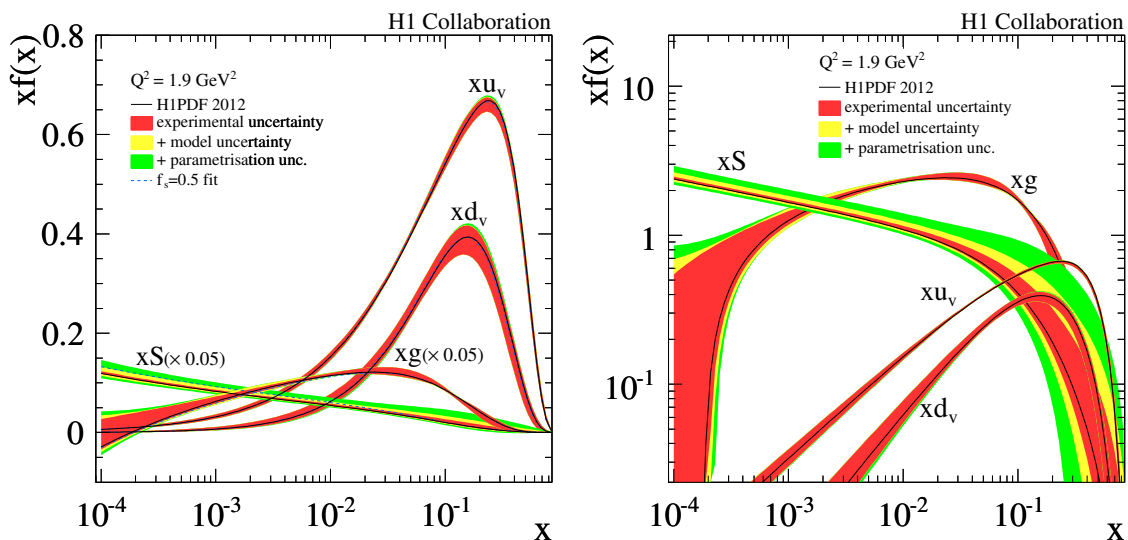 H1 Collaboration
xf(x)
0.8
0.6
0.4
0.2
0
Q² = 1.9 GeV²
H1PDF 2012
experimental uncertainty
+ model uncertainty
+ parametrisation unc.
fₛ=0.5 fit
xuᵥ
xdᵥ
xS(× 0.05)
xg(× 0.05)
10⁻⁴ 10⁻³ 10⁻² 10⁻¹ x
H1 Collaboration
xf(x)
10
1
10⁻¹
Q² = 1.9 GeV²
H1PDF 2012
experimental uncertainty
+ model uncertainty
+ parametrisation unc.
xS
xg
xuᵥ
xdᵥ
10⁻⁴ 10⁻³ 10⁻² 10⁻¹ x